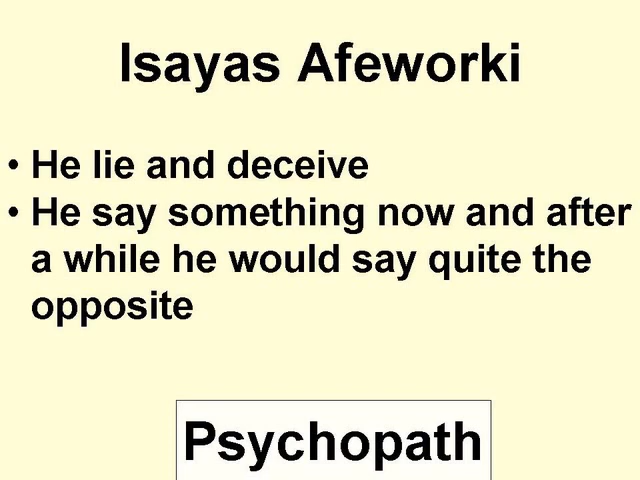 Isayas Afeworki
• He lie and deceive
• He say something now and after
a while he would say quite the
opposite
Psychopath